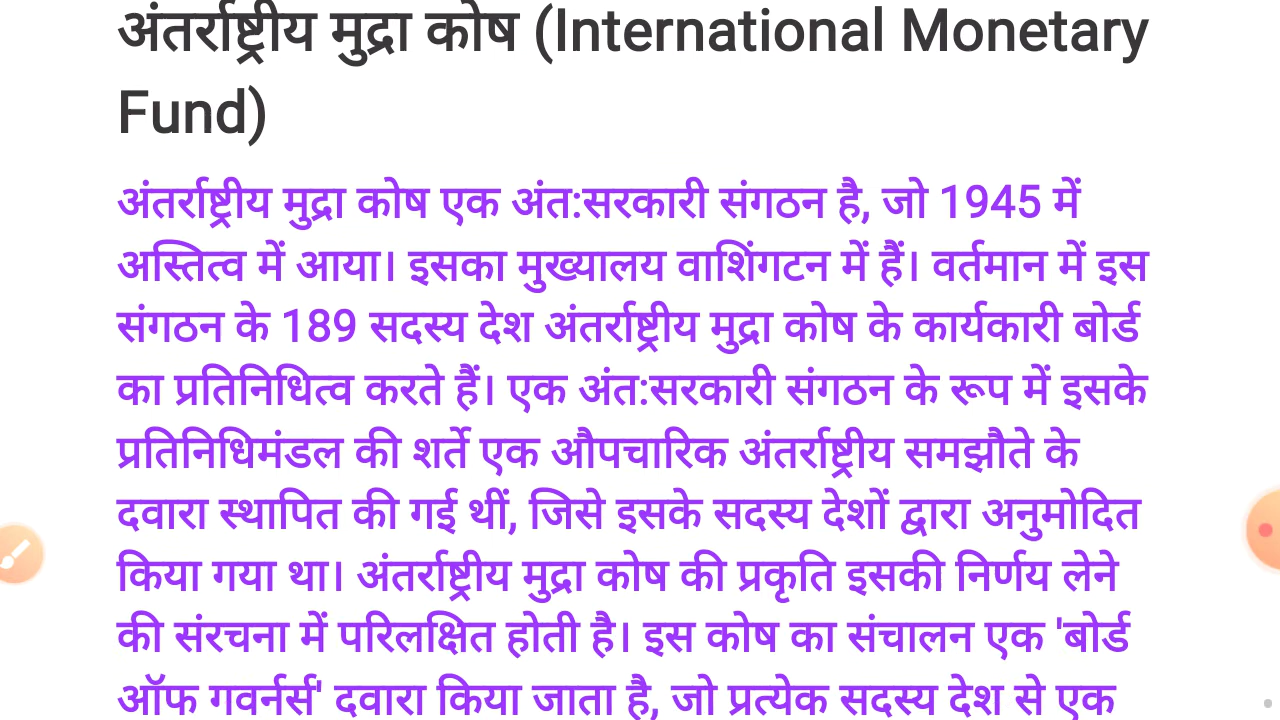 अंतर्राष्ट्रीय मुद्रा कोष (International Monetary
Fund)
अंतर्राष्ट्रीय मुद्रा कोष एक अंत:सरकारी संगठन है, जो 1945 में
अस्तित्व में आया। इसका मुख्यालय वाशिंगटन में हैं। वर्तमान में इस
संगठन के 189 सदस्य देश अंतर्राष्ट्रीय मुद्रा कोष के कार्यकारी बोर्ड
का प्रतिनिधित्व करते हैं। एक अंत:सरकारी संगठन के रूप में इसके
प्रतिनिधिमंडल की शर्ते एक औपचारिक अंतर्राष्ट्रीय समझौते के
दवारा स्थापित की गई थीं, जिसे इसके सदस्य देशों द्वारा अनुमोदित
किया गया था। अंतर्राष्ट्रीय मुद्रा कोष की प्रकृति इसकी निर्णय लेने
की संरचना में परिलक्षित होती है। इस कोष का संचालन एक 'बोर्ड
ऑफ गवर्नर्स' दवारा किया जाता है, जो प्रत्येक सदस्य देश से एक